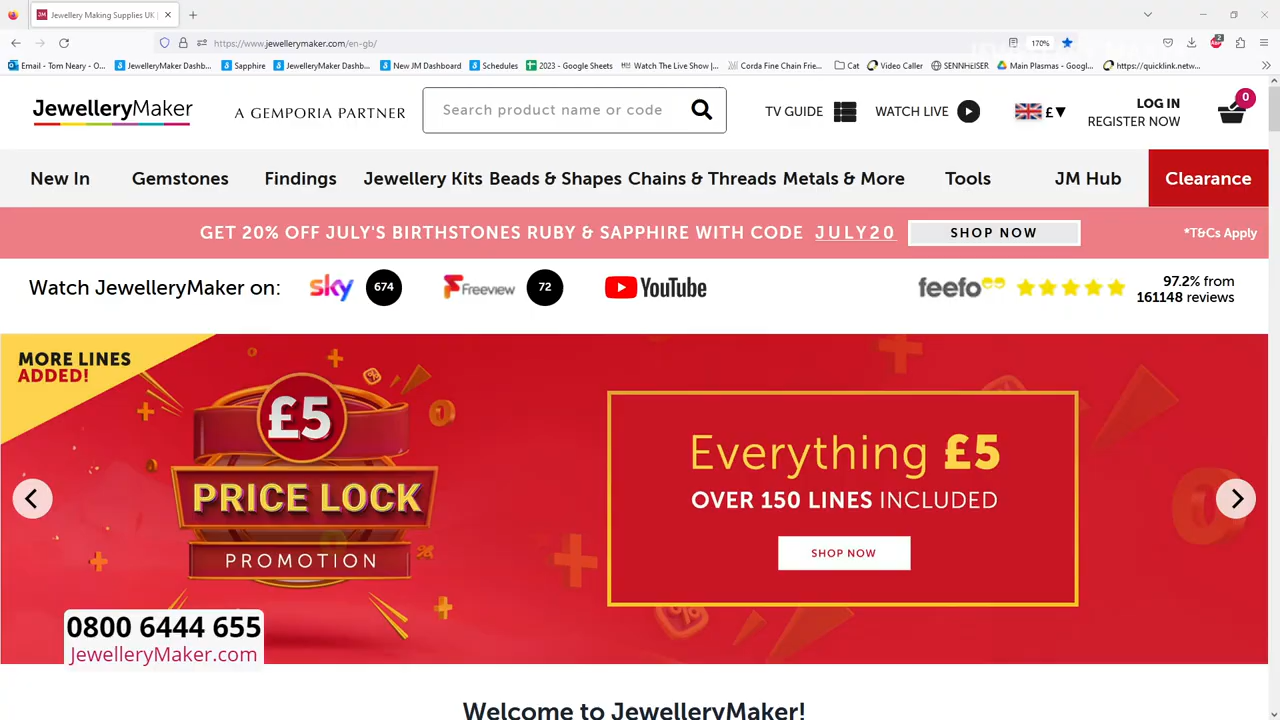 Jewellery Making Supplies UK |
https://www.jewellerymaker.com/en-gb/
170%
2
Email - Tom Neary - O...
JewelleryMaker Dashb...
Sapphire
JewelleryMaker Dashb...
New JM Dashboard
Schedules
2023 - Google Sheets
Watch The Live Show |...
Corda Fine Chain Frie...
Cat
Video Caller
SENNHEISER
Main Plasmas - Googl...
https://quicklink.netw...
JewelleryMaker
A GEMPORIA PARTNER
Search product name or code
TV GUIDE
WATCH LIVE
£▼
LOG IN
REGISTER NOW
0
New In
Gemstones
Findings
Jewellery Kits
Beads & Shapes
Chains & Threads
Metals & More
Tools
JM Hub
Clearance
GET 20% OFF JULY'S BIRTHSTONES RUBY & SAPPHIRE WITH CODE JULY20
SHOP NOW
*T&Cs Apply
Watch JewelleryMaker on:
sky
674
Freeview
72
YouTube
feefo
97.2% from
161148 reviews
MORE LINES
ADDED!
£5
PRICE LOCK
PROMOTION
Everything £5
OVER 150 LINES INCLUDED
SHOP NOW
0800 6444 655
JewelleryMaker.com
Welcome to JewelleryMaker!